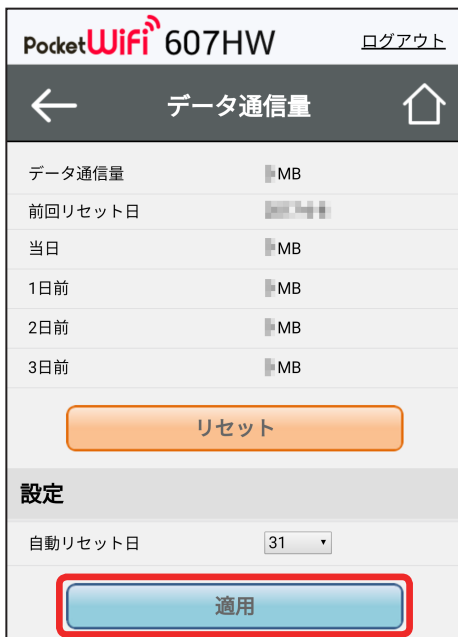 PocketWiFi 607HW ログアウト
データ通信量
データ通信量 MB
前回リセット日
当日 MB
1日前 MB
2日前 MB
3日前 MB
リセット
設定
自動リセット日 31
適用